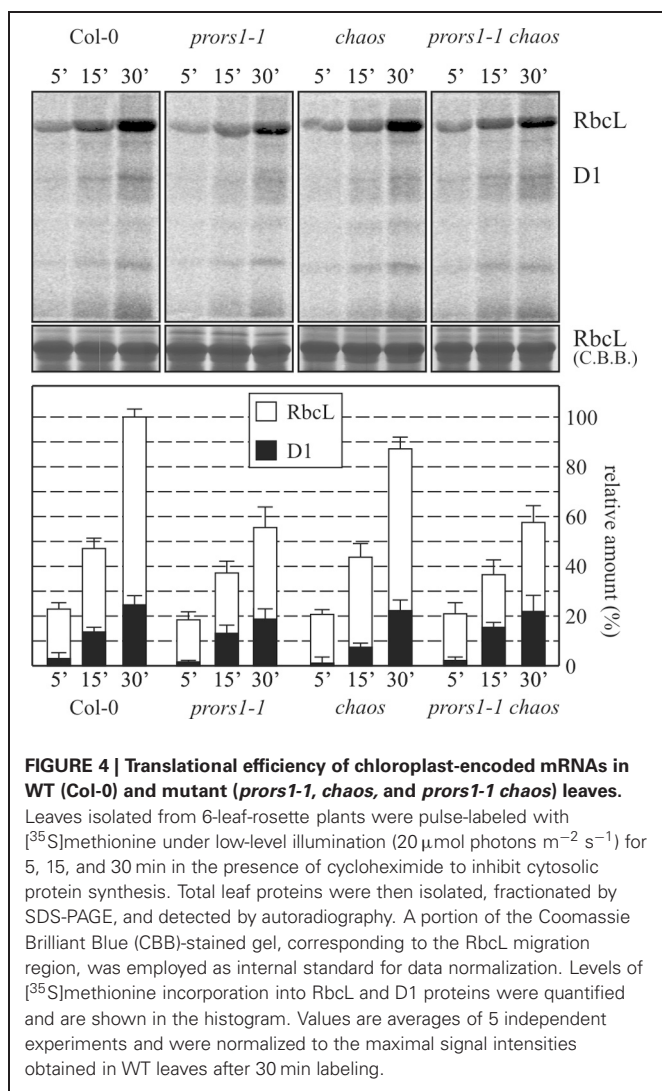 Col-0 prors1-1 chaos prors1-1 chaos
5’ 15’ 30’ 5’ 15’ 30’ 5’ 15’ 30’ 5’ 15’ 30’
RbcL
D1
RbcL
(C.B.B.)
RbcL
D1
100
80
60
40
20
0
relative amount (%)
5’ 15’ 30’ 5’ 15’ 30’ 5’ 15’ 30’ 5’ 15’ 30’
Col-0 prors1-1 chaos prors1-1 chaos
FIGURE 4 | Translational efficiency of chloroplast-encoded mRNAs in
WT (Col-0) and mutant (prors1-1, chaos, and prors1-1 chaos) leaves.
Leaves isolated from 6-leaf-rosette plants were pulse-labeled with
[³⁵S]methionine under low-level illumination (20 μmol photons m⁻² s⁻¹) for
5, 15, and 30 min in the presence of cycloheximide to inhibit cytosolic
protein synthesis. Total leaf proteins were then isolated, fractionated by
SDS-PAGE, and detected by autoradiography. A portion of the Coomassie
Brilliant Blue (CBB)-stained gel, corresponding to the RbcL migration
region, was employed as internal standard for data normalization. Levels of
[³⁵S]methionine incorporation into RbcL and D1 proteins were quantified
and are shown in the histogram. Values are averages of 5 independent
experiments and were normalized to the maximal signal intensities
obtained in WT leaves after 30 min labeling.